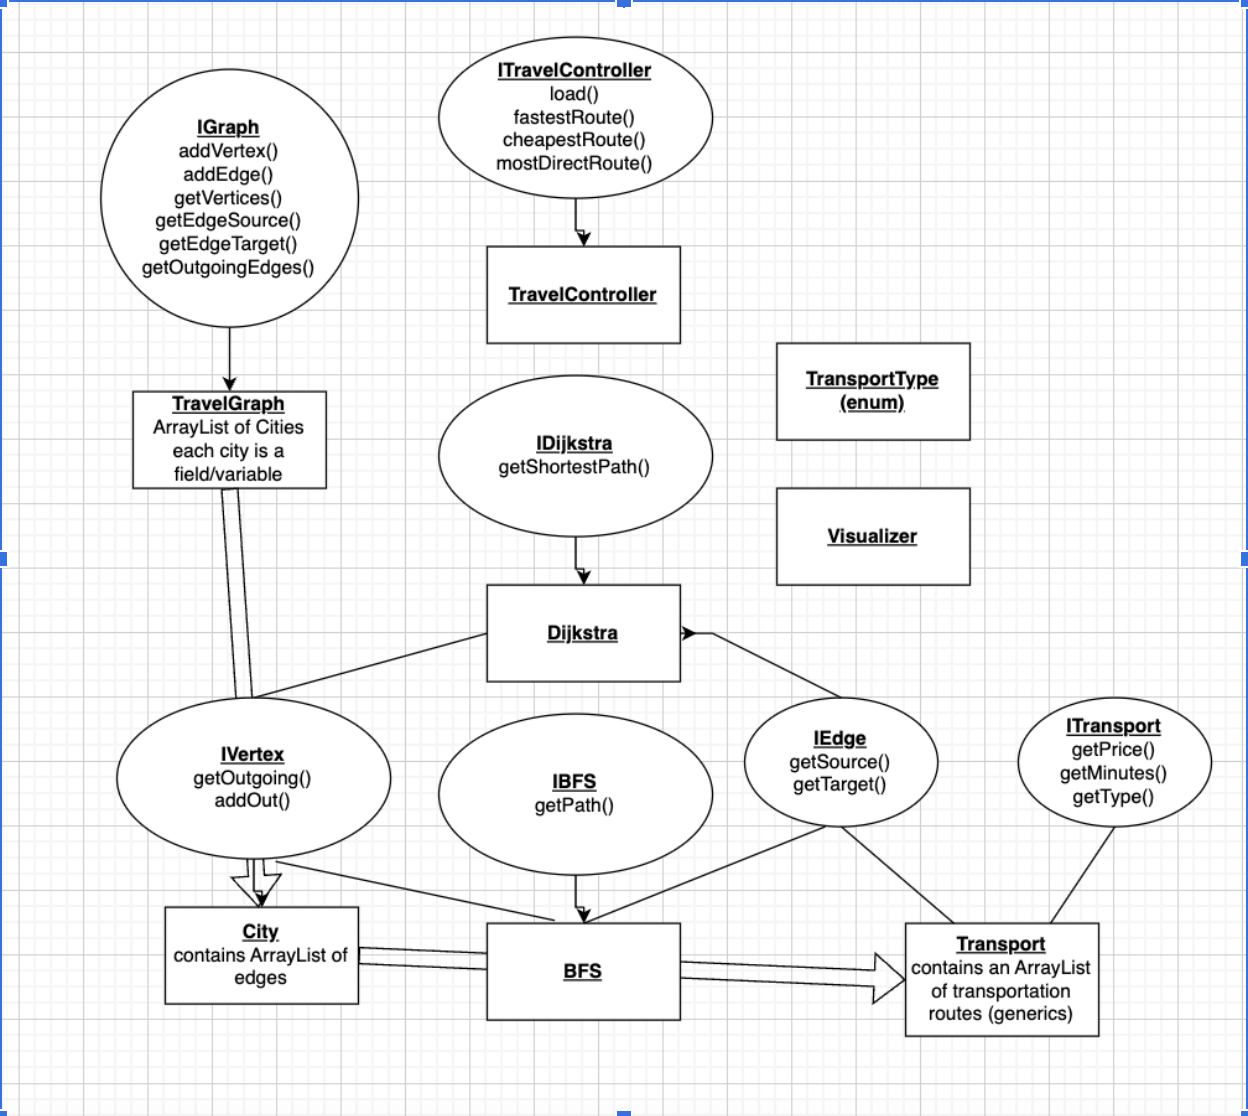 ITravelController
load()
fastestRoute()
cheapestRoute()
mostDirectRoute()
IGraph
addVertex()
addEdge()
getVertices()
getEdgeSource()
getEdgeTarget()
getOutgoingEdges()
TravelController
TransportType
(enum)
TravelGraph
ArrayList of Cities
each city is a
field/variable
IDijkstra
getShortestPath()
Visualizer
Dijkstra
IVertex
getOutgoing()
addOut()
IBFS
getPath()
IEdge
getSource()
getTarget()
ITransport
getPrice()
getMinutes()
getType()
City
contains ArrayList of
edges
BFS
Transport
contains an ArrayList
of transportation
routes (generics)